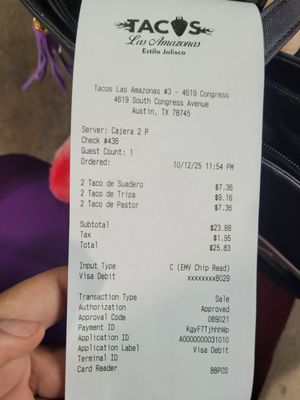 TACOS
Las Amazonas
Estilo Jalisco
Tacos Las Amazonas #3 - 4619 Congress
4619 South Congress Avenue
Austin, TX 78745
Server: Cajera 2 P
Check #436
Guest Count: 1
Ordered: 10/12/25 11:54 PM
2 Taco de Suadero $7.36
2 Taco de Tripa $9.16
2 Taco de Pastor $7.36
Subtotal $23.88
Tax $1.95
Total $25.83
Input Type C (EMV Chip Read)
Visa Debit xxxxxxxx8029
Transaction Type Sale
Authorization Approved
Approval Code 069021
Payment ID KgyF7TjhhhWp
Application ID A0000000031010
Application Label Visa Debit
Terminal ID
Card Reader BBPOS